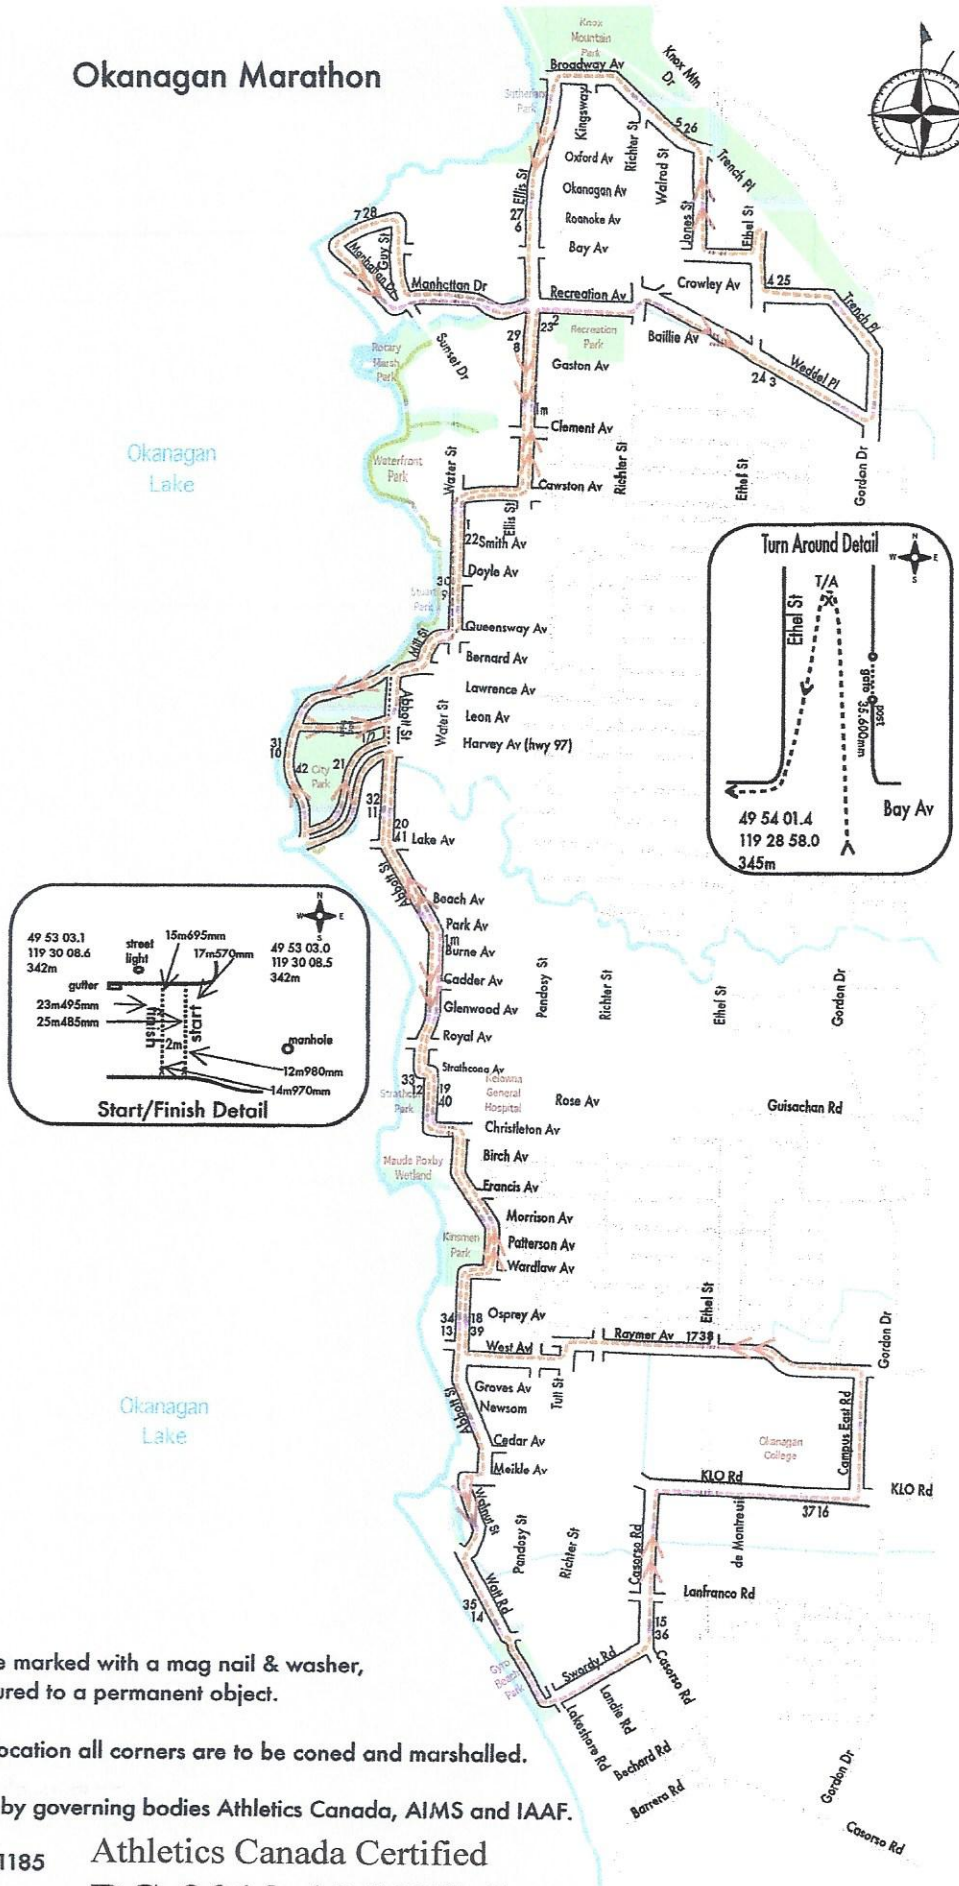 Okanagan Marathon
Knox
Mountain
Park
Broadway Av
Knox Mtn
Dr
Sutherland
Park
Kingsway
Richter St
5 26
Oxford Av
Walrod St
Trench Pl
Ellis St
Okanagan Av
27
6
Roanoke Av
Jones St
Ethel St
7 28
Bay Av
Guy St
Manhattan Dr
Manhattan Dr
Crowley Av
4 25
Recreation Av
Trench Pl
23 2
Recreation
Park
Baillie Av
29
8
Sunset Dr
Rotary
Marsh
Park
Gaston Av
Weddel Pl
24 3
1m
Clement Av
Okanagan
Lake
Waterfront
Park
Water St
Richter St
Ethel St
Gordon Dr
Cawston Av
Ellis St
1
22 Smith Av
Doyle Av
30
9
Stuart
Park
Queensway Av
Mill St
Bernard Av
Lawrence Av
Abbott St
Water St
Leon Av
1/2
Harvey Av (hwy 97)
31
10
42
21
City
Park
32
11
20
41
Lake Av
Turn Around Detail
N
W
E
S
T/A
X
Ethel St
gate
post
35.600mm
Bay Av
49 54 01.4
119 28 58.0
345m
Abbott St
Beach Av
Park Av
1m
Burne Av
Cadder Av
Glenwood Av
Pandosy St
Richter St
Ethel St
Gordon Dr
Royal Av
Strathcona Av
49 53 03.1
119 30 08.6
342m
street
light
15m695mm
17m570mm
N
W
E
S
49 53 03.0
119 30 08.5
342m
gutter
23m495mm
25m485mm
finish
start
2m
manhole
12m980mm
14m970mm
Start/Finish Detail
33
12
19
40
Park
Kelowna
General
Hospital
Rose Av
Guisachan Rd
Christleton Av
Birch Av
Maude Roxby
Wetland
Francis Av
Morrison Av
Kinsmen
Park
Patterson Av
Wardlaw Av
Ethel St
34
13
18
39
Osprey Av
Raymer Av 17 38
Gordon Dr
West Av
Groves Av
Tutt St
Newsom
Okanagan
Lake
Abbott St
Cedar Av
Okanagan
College
Campus East Rd
Meikle Av
KLO Rd
KLO Rd
37 16
Walnut St
Pandosy St
Richter St
Casorso Rd
de Montreuil
Lanfranco Rd
Watt Rd
35
14
15
36
Gyro
Beach
Park
Swordy Rd
Casorso Rd
Landie Rd
Lakeshore Rd
Bechard Rd
Barrera Rd
Gordon Dr
Casorso Rd
e marked with a mag nail & washer,
ured to a permanent object.
ocation all corners are to be coned and marshalled.
by governing bodies Athletics Canada, AIMS and IAAF.
1185
Athletics Canada Certified